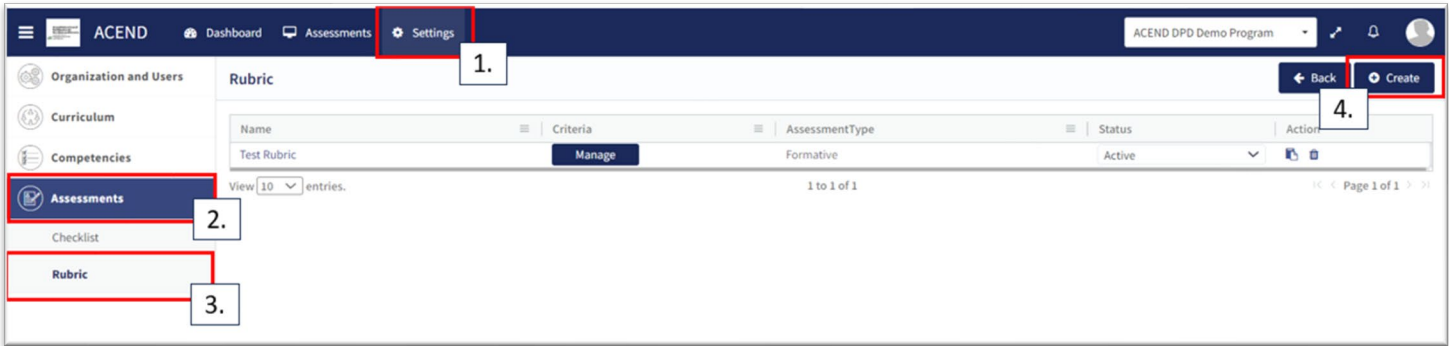 ACEND Dashboard Assessments Settings ACEND DPD Demo Program
1.
Organization and Users
Rubric
Back Create
4.
Curriculum
Name Criteria AssessmentType Status Action
Competencies
Test Rubric Manage Formative Active
Assessments
View 10 entries. 1 to 1 of 1 Page 1 of 1
2.
Checklist
Rubric
3.